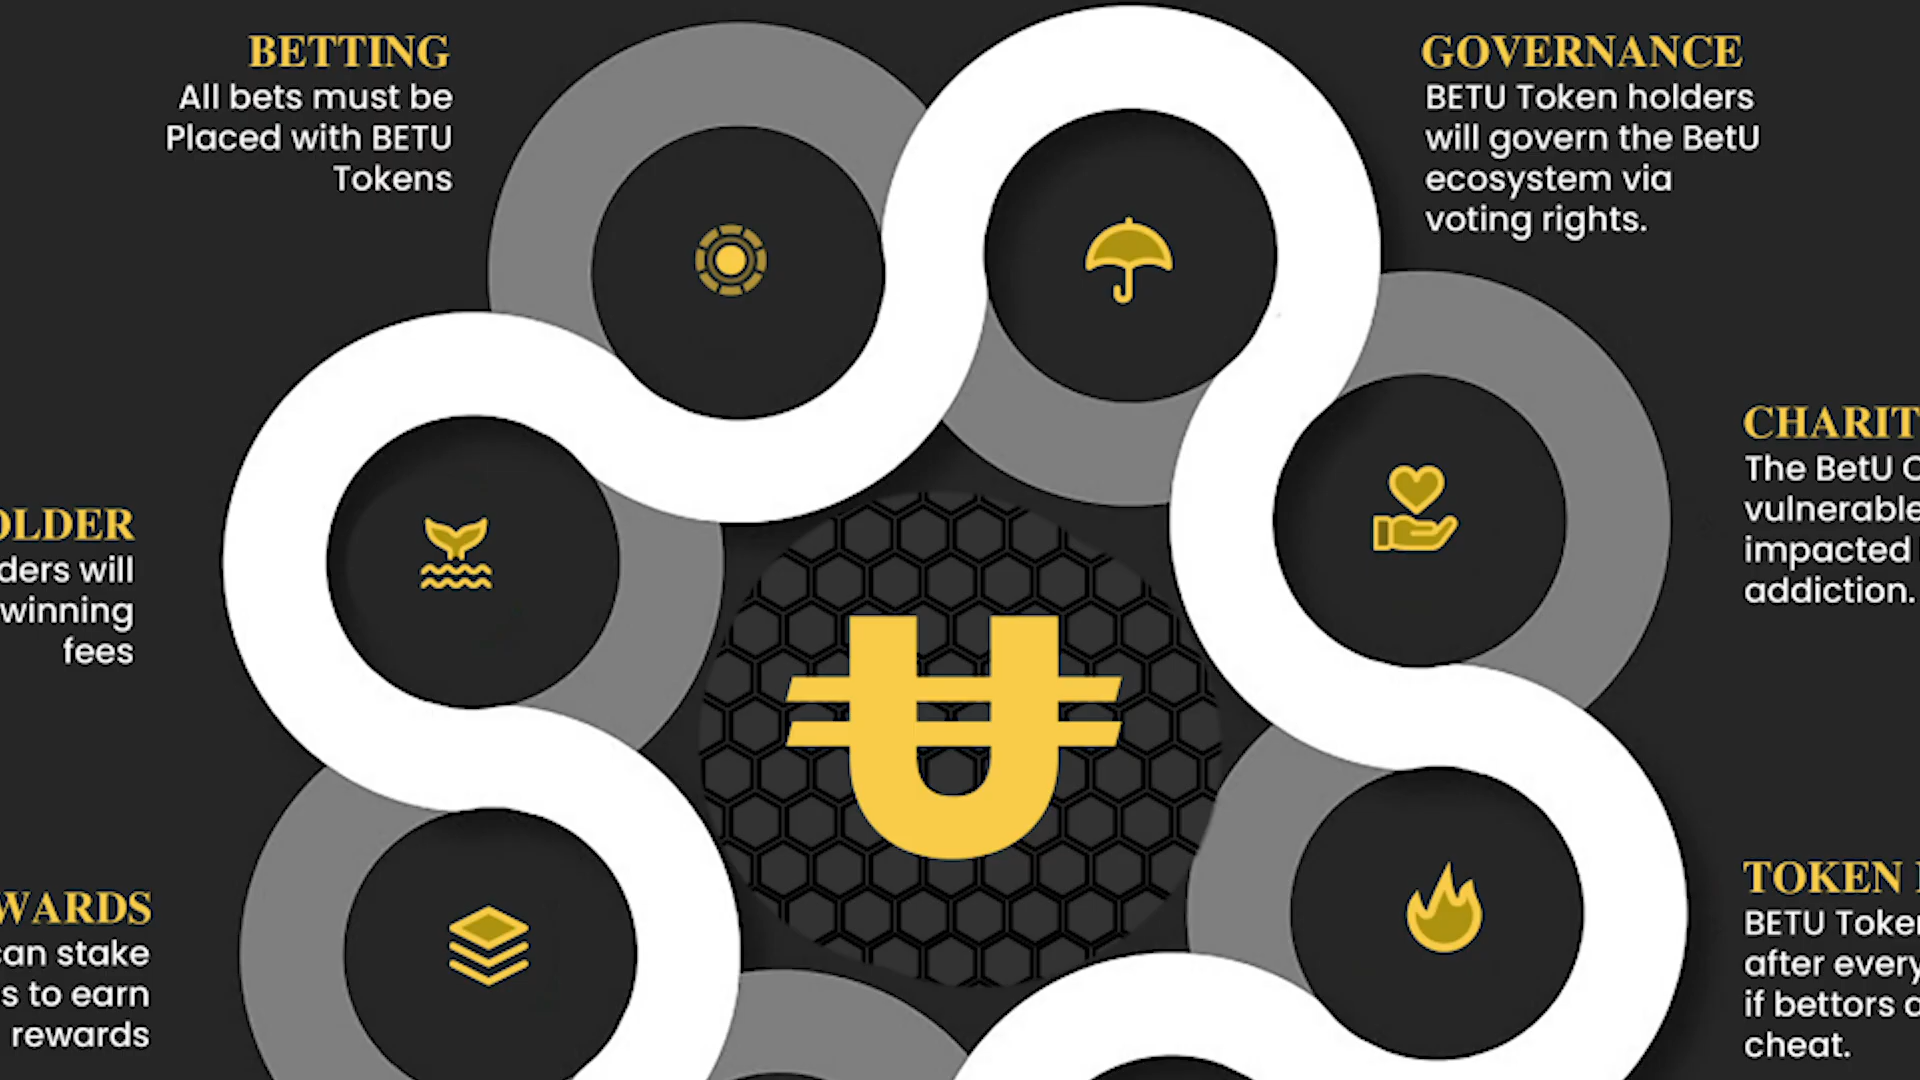 BETTING
All bets must be
Placed with BETU
Tokens
GOVERNANCE
BETU Token holders
will govern the BetU
ecosystem via
voting rights.
CHARIT
The BetU C
vulnerable
impacted
addiction.
OLDER
ders will
winning
fees
WARDS
can stake
s to earn
rewards
TOKEN
BETU Token
after every
if bettors
cheat.